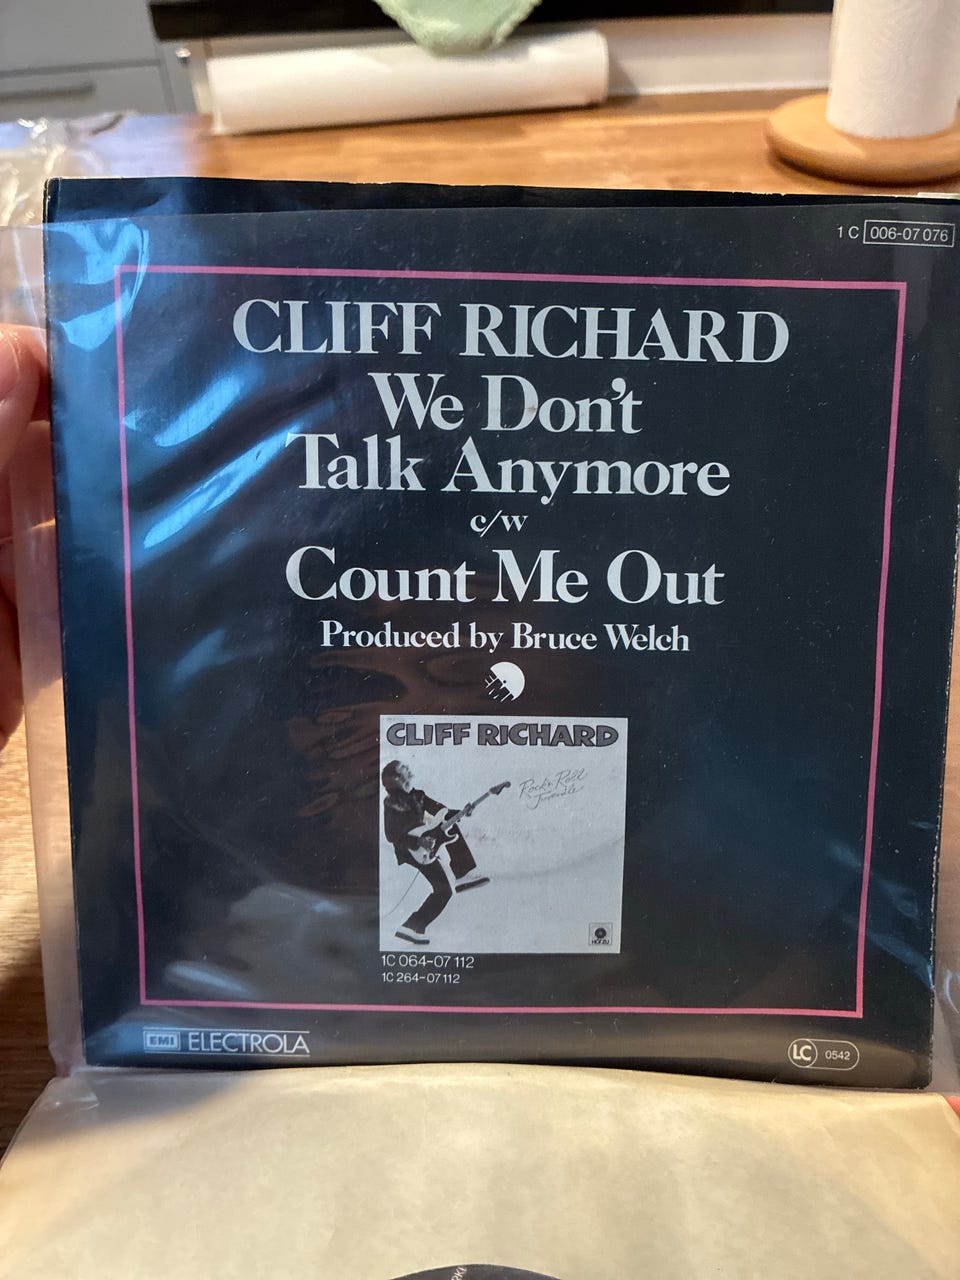 1 C 006-07 076
CLIFF RICHARD
We Don't
Talk Anymore
c/w
Count Me Out
Produced by Bruce Welch
CLIFF RICHARD
Rock'n Roll
Juvenile
HÖRZU
1C 064-07 112
1C 264-07 112
EMI ELECTROLA
LC 0542